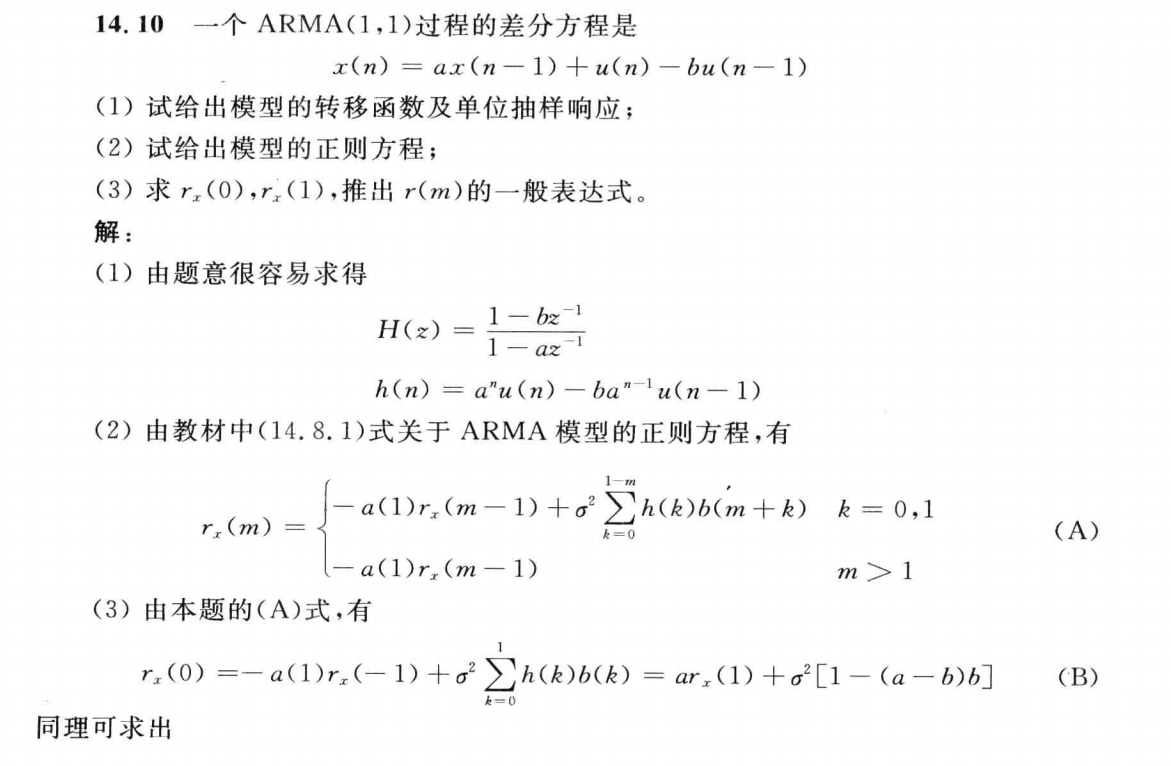 14.10 一个 ARMA(1,1)过程的差分方程是
x(n) = ax(n−1)+u(n)−bu(n−1)
(1) 试给出模型的转移函数及单位抽样响应;
(2) 试给出模型的正则方程;
(3) 求 r_x(0),r_x(1),推出 r(m)的一般表达式。
解:
(1) 由题意很容易求得
H(z) = \frac{1−bz^{−1}}{1−az^{−1}}
h(n) = a^n u(n) − ba^{n−1}u(n−1)
(2) 由教材中(14.8.1)式关于 ARMA 模型的正则方程,有
r_x(m) = \begin{cases} −a(1)r_x(m−1)+σ^2 \sum_{k=0}^{1−m} h(k)b(m+k) & k=0,1 \\ −a(1)r_x(m−1) & m>1 \end{cases} (A)
(3) 由本题的(A)式,有
r_x(0) =−a(1)r_x(−1)+σ^2 \sum_{k=0}^{1} h(k)b(k) = ar_x(1)+σ^2[1−(a−b)b] (B)
同理可求出